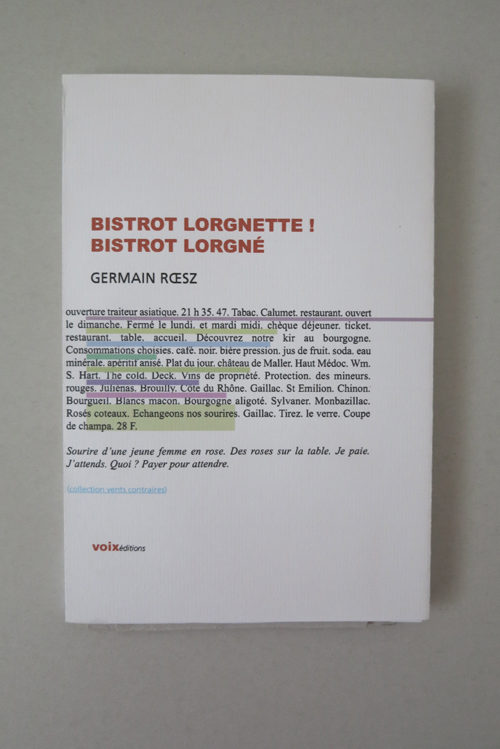 BISTROT LORGNETTE !
BISTROT LORGNÉ
GERMAIN RŒSZ
ouverture traiteur asiatique. 21 h 35. 47. Tabac. Calumet. restaurant. ouvert
le dimanche. Fermé le lundi. et mardi midi. chèque déjeuner. ticket.
restaurant. table. accueil. Découvrez notre kir au bourgogne.
Consommations choisies. café. noir. bière pression. jus de fruit. soda. eau
minérale. apéritif anisé. Plat du jour. château de Maller. Haut Médoc. Wm.
S. Hart. The cold. Deck. Vins de propriété. Protection. des mineurs.
rouges. Juliénas. Brouilly. Côte du Rhône. Gaillac. St Emilion. Chinon.
Bourgueil. Blancs macon. Bourgogne aligoté. Sylvaner. Monbazillac.
Rosés coteaux. Echangeons nos sourires. Gaillac. Tirez. le verre. Coupe
de champa. 28 F.
Sourire d'une jeune femme en rose. Des roses sur la table. Je paie.
J'attends. Quoi ? Payer pour attendre.
(collection vents contraires)
voixéditions